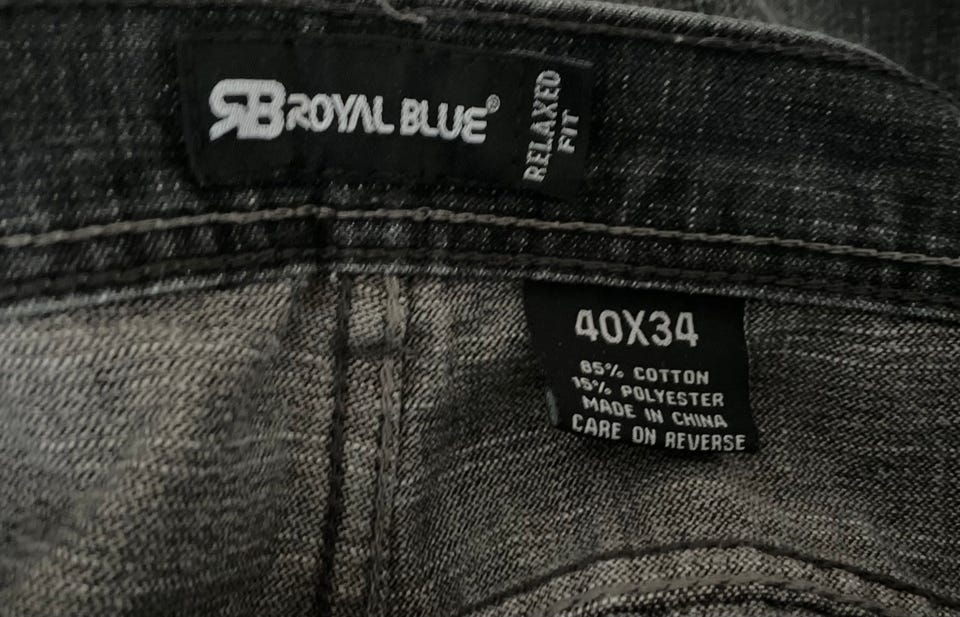 RB ROYAL BLUE®
RELAXED
FIT
40X34
85% COTTON
15% POLYESTER
MADE IN CHINA
CARE ON REVERSE